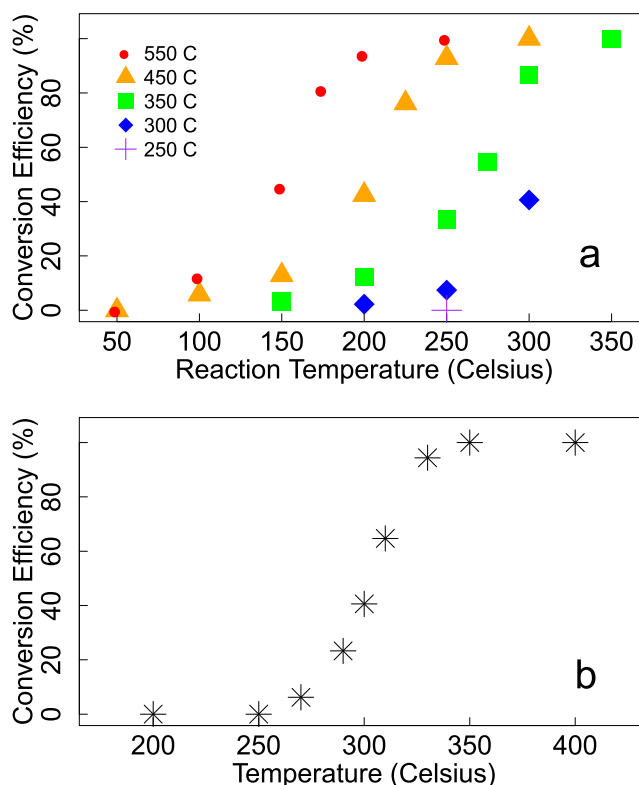 Conversion Efficiency (%)
0 20 40 60 80
550 C
450 C
350 C
300 C
250 C
a
50 100 150 200 250 300 350
Reaction Temperature (Celsius)
Conversion Efficiency (%)
0 20 40 60 80
b
200 250 300 350 400
Temperature (Celsius)